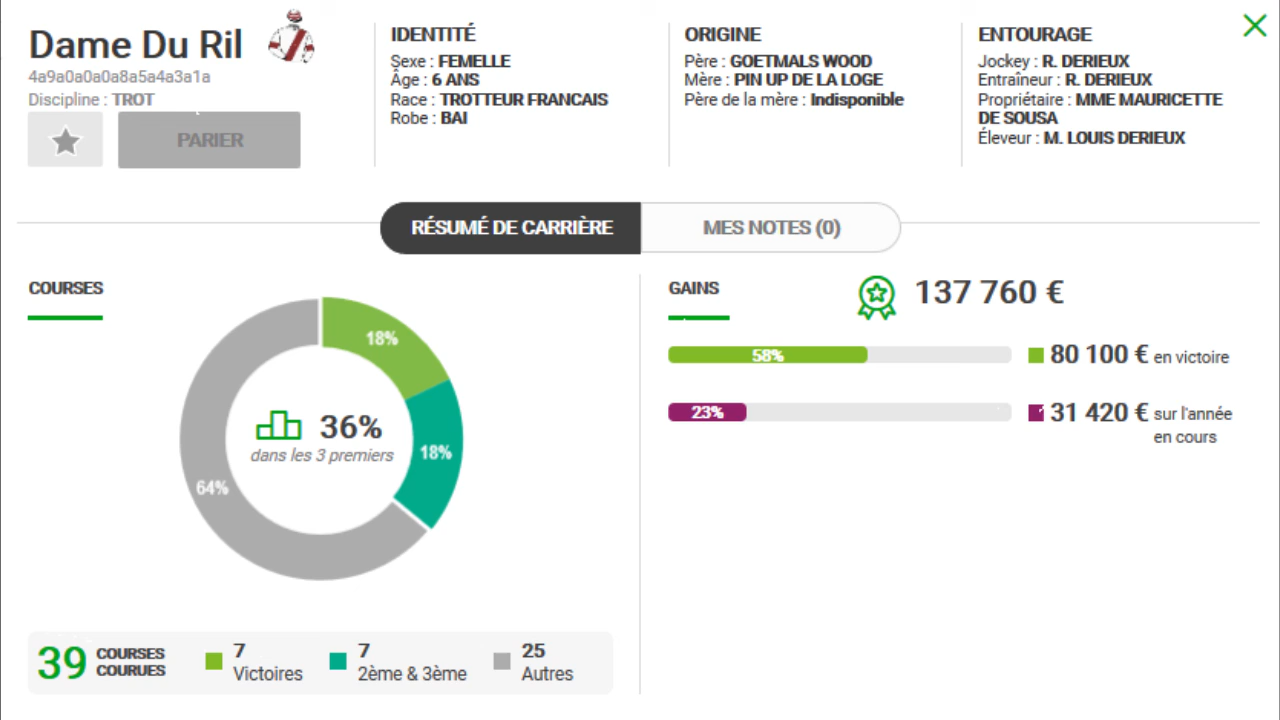 Dame Du Ril
4a9a0a0a0a8a5a4a3a1a
Discipline : TROT
PARIER
IDENTITÉ
Sexe : FEMELLE
Âge : 6 ANS
Race : TROTTEUR FRANCAIS
Robe : BAI
ORIGINE
Père : GOETMALS WOOD
Mère : PIN UP DE LA LOGE
Père de la mère : Indisponible
ENTOURAGE
Jockey : R. DERIEUX
Entraîneur : R. DERIEUX
Propriétaire : MME MAURICETTE
DE SOUSA
Éleveur : M. LOUIS DERIEUX
RÉSUMÉ DE CARRIÈRE
MES NOTES (0)
COURSES
18%
18%
64%
36%
dans les 3 premiers
39 COURSES
COURUES
7
Victoires
7
2ème & 3ème
25
Autres
GAINS
137 760 €
58%
80 100 € en victoire
23%
31 420 € sur l'année
en cours